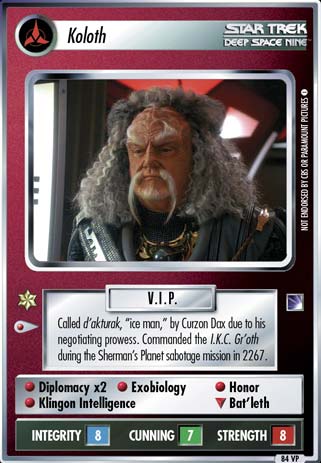 Koloth
STAR TREK
DEEP SPACE NINE
NOT ENDORSED BY CBS OR PARAMOUNT PICTURES
V.I.P.
Called d'akturak, "ice man," by Curzon Dax due to his
negotiating prowess. Commanded the I.K.C. Gr'oth
during the Sherman's Planet sabotage mission in 2267.
Diplomacy x2 Exobiology Honor
Klingon Intelligence Bat'leth
INTEGRITY 8 CUNNING 7 STRENGTH 8
84 VP